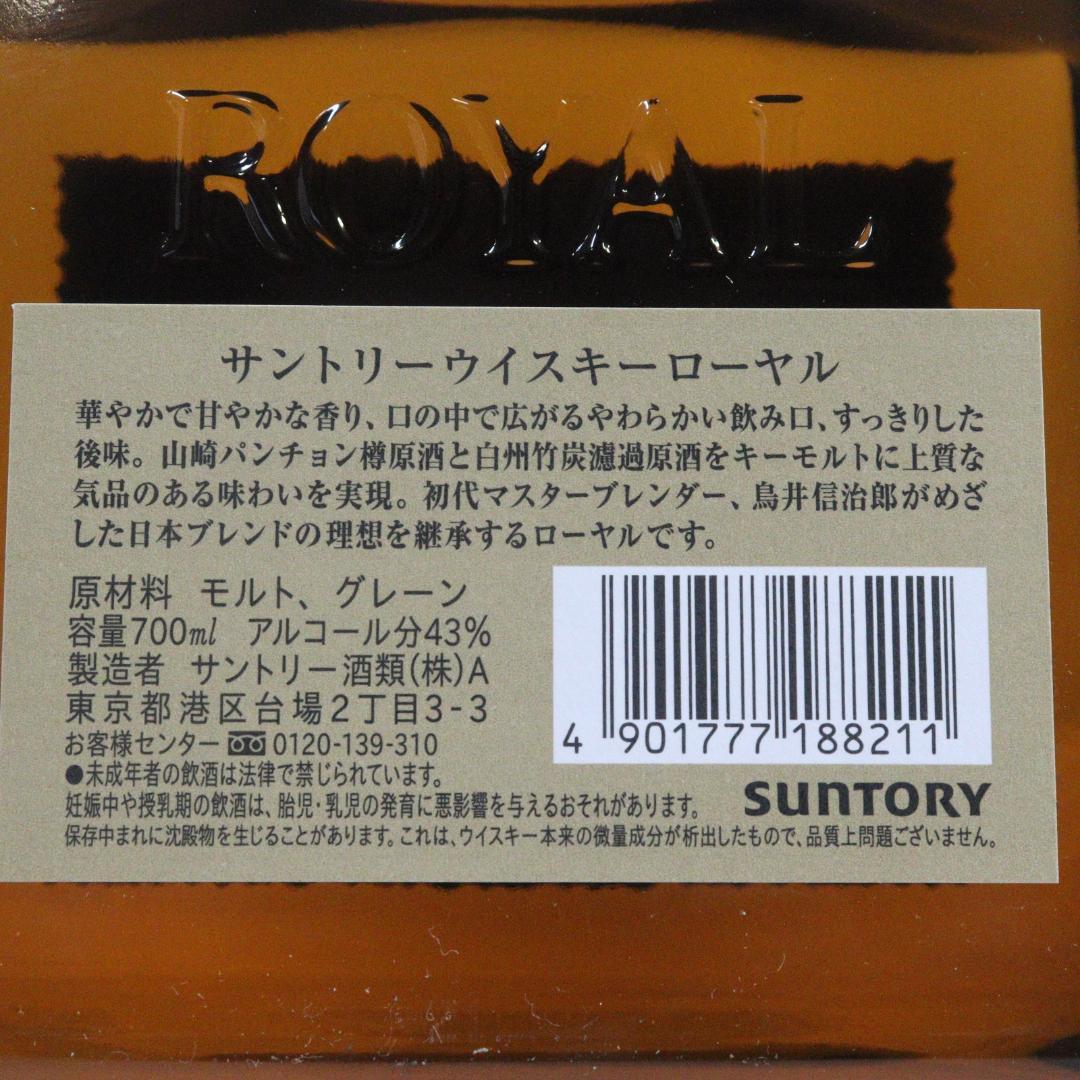 ROYAL
サントリーウイスキーローヤル
華やかで甘やかな香り、口の中で広がるやわらかい飲み口、すっきりした
後味。山崎パンチョン樽原酒と白州竹炭濾過原酒をキーモルトに上質な
気品のある味わいを実現。初代マスターブレンダー、鳥井信治郎がめざ
した日本ブレンドの理想を継承するローヤルです。
原材料 モルト、グレーン
容量700㎖ アルコール分43%
製造者 サントリー酒類(株)A
東京都港区台場2丁目3-3
お客様センター 0120-139-310
●未成年者の飲酒は法律で禁じられています。
妊娠中や授乳期の飲酒は、胎児・乳児の発育に悪影響を与えるおそれがあります。
保存中まれに沈殿物を生じることがあります。これは、ウイスキー本来の微量成分が析出したもので、品質上問題ございません。
4 901777 188211
SUNTORY